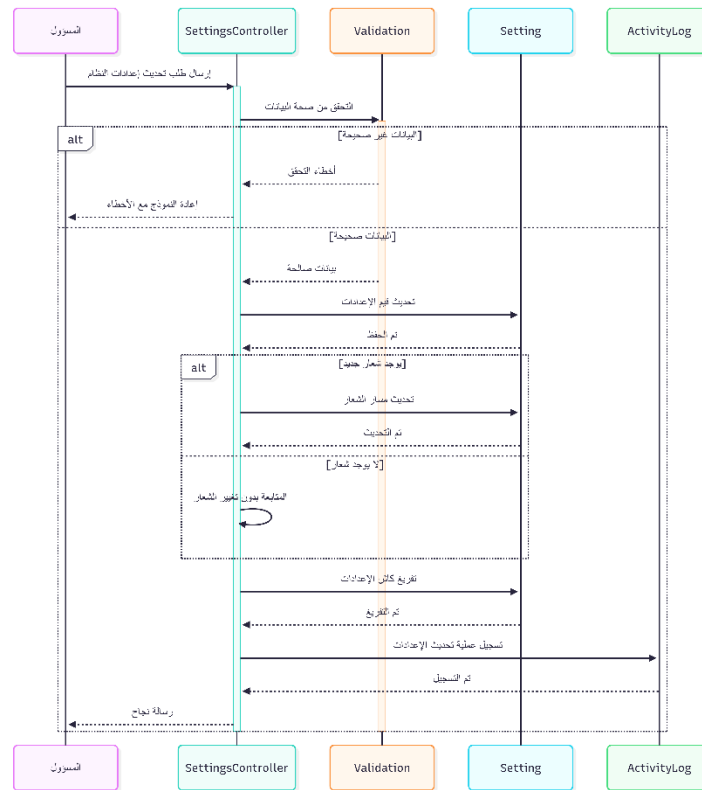 المسؤول
SettingsController
Validation
Setting
ActivityLog
إرسال طلب تحديث إعدادات النظام
التحقق من صحة البيانات
alt
[البيانات غير صحيحة]
أخطاء التحقق
اعادة النموذج مع الأخطاء
[البيانات صحيحة]
بيانات صالحة
تحديث قيم الإعدادات
تم الحفظ
alt
[يوجد شعار جديد]
تحديث مسار الشعار
تم التحديث
[لا يوجد شعار]
المتابعة بدون تغيير الشعار
تفريغ كاش الإعدادات
تم التفريغ
تسجيل عملية تحديث الإعدادات
تم التسجيل
رسالة نجاح
المسؤول
SettingsController
Validation
Setting
ActivityLog